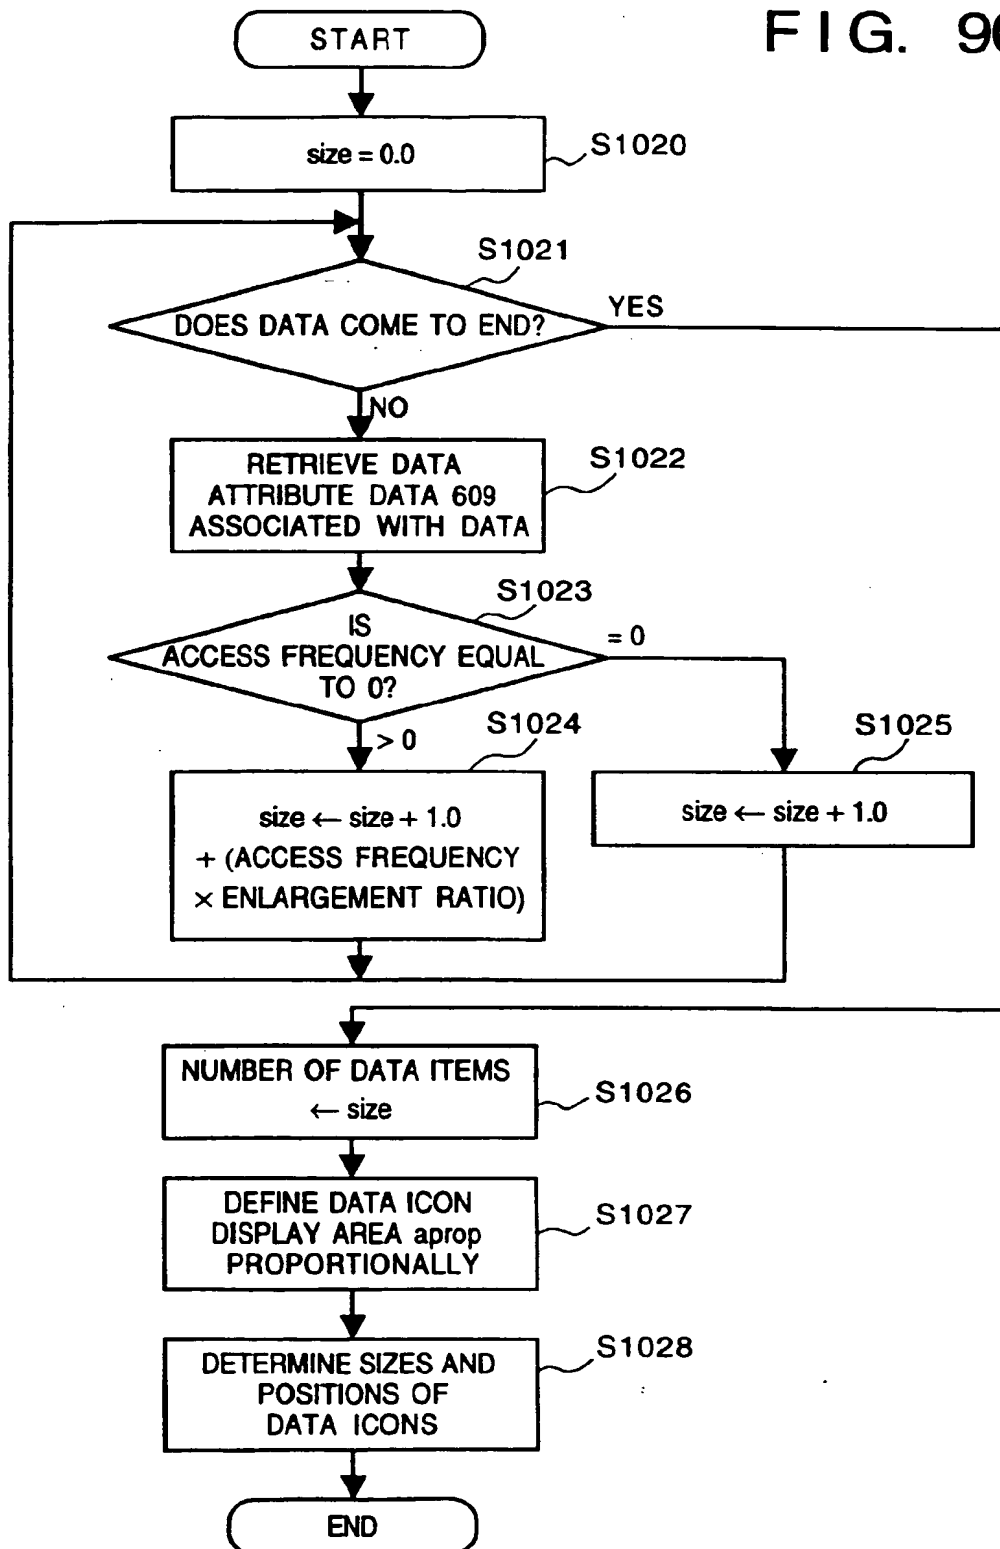 FIG. 90
START
size = 0.0
S1020
S1021
DOES DATA COME TO END?
YES
NO
RETRIEVE DATA
ATTRIBUTE DATA 609
ASSOCIATED WITH DATA
S1022
S1023
IS
ACCESS FREQUENCY EQUAL
TO 0?
= 0
> 0
S1024
size ← size + 1.0
+ (ACCESS FREQUENCY
× ENLARGEMENT RATIO)
S1025
size ← size + 1.0
NUMBER OF DATA ITEMS
← size
S1026
DEFINE DATA ICON
DISPLAY AREA aprop
PROPORTIONALLY
S1027
DETERMINE SIZES AND
POSITIONS OF
DATA ICONS
S1028
END